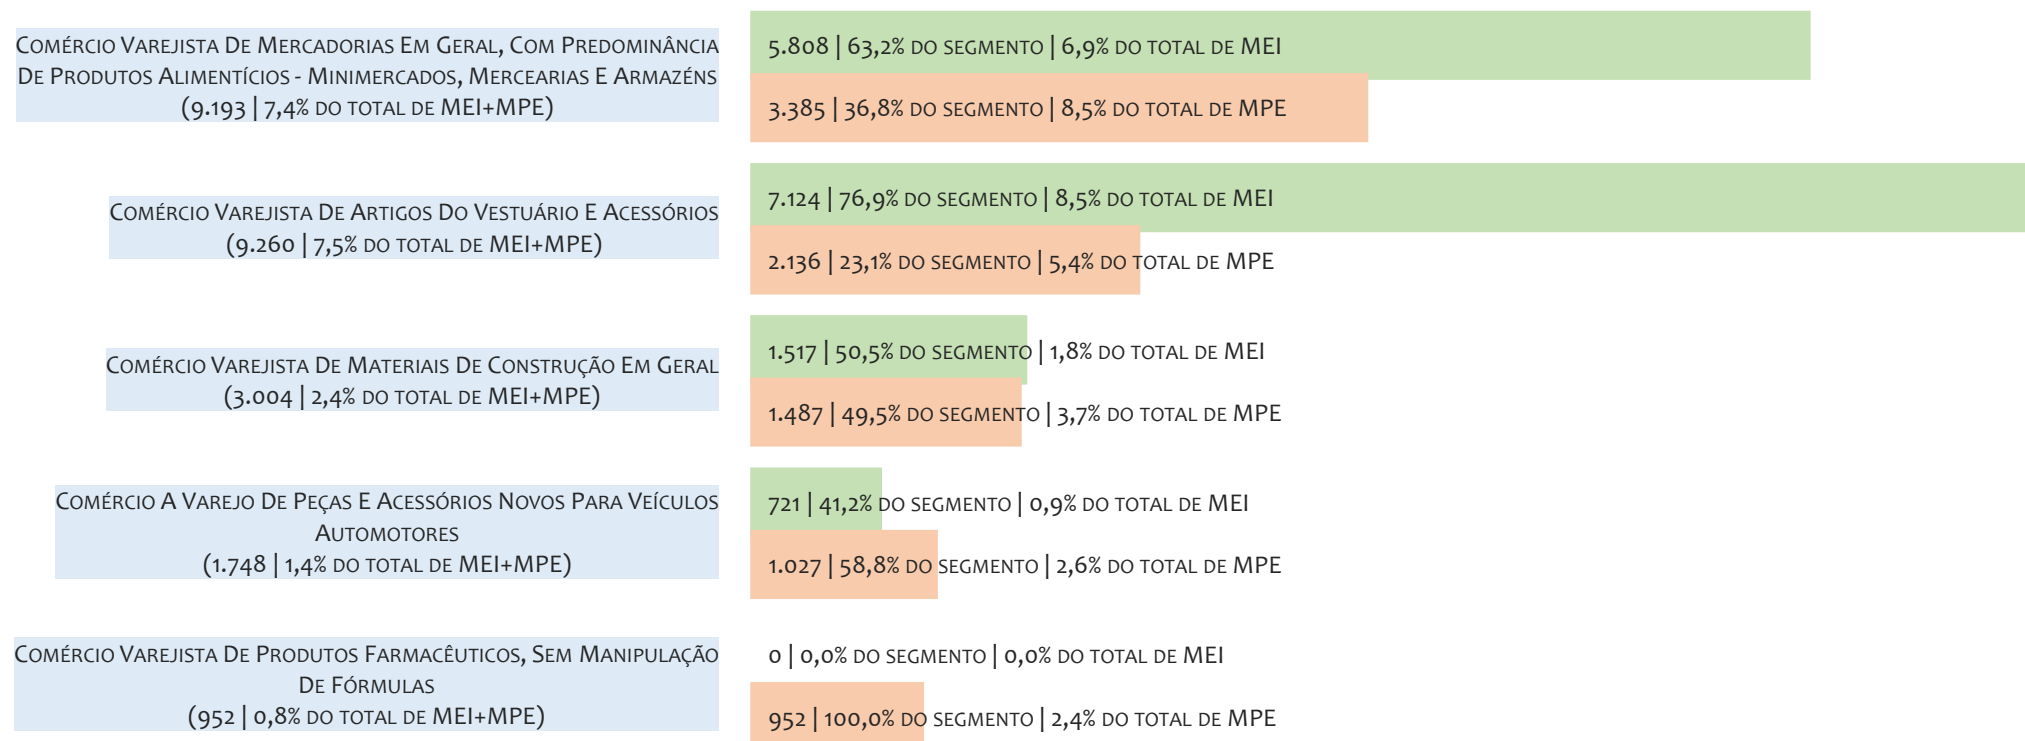 Comércio Varejista De Mercadorias Em Geral, Com Predominância
De Produtos Alimentícios - Minimercados, Mercearias E Armazéns
(9.193 | 7,4% do total de MEI+MPE)
5.808 | 63,2% do segmento | 6,9% do total de MEI
3.385 | 36,8% do segmento | 8,5% do total de MPE
Comércio Varejista De Artigos Do Vestuário E Acessórios
(9.260 | 7,5% do total de MEI+MPE)
7.124 | 76,9% do segmento | 8,5% do total de MEI
2.136 | 23,1% do segmento | 5,4% do total de MPE
Comércio Varejista De Materiais De Construção Em Geral
(3.004 | 2,4% do total de MEI+MPE)
1.517 | 50,5% do segmento | 1,8% do total de MEI
1.487 | 49,5% do segmento | 3,7% do total de MPE
Comércio A Varejo De Peças E Acessórios Novos Para Veículos
Automotores
(1.748 | 1,4% do total de MEI+MPE)
721 | 41,2% do segmento | 0,9% do total de MEI
1.027 | 58,8% do segmento | 2,6% do total de MPE
Comércio Varejista De Produtos Farmacêuticos, Sem Manipulação
De Fórmulas
(952 | 0,8% do total de MEI+MPE)
0 | 0,0% do segmento | 0,0% do total de MEI
952 | 100,0% do segmento | 2,4% do total de MPE